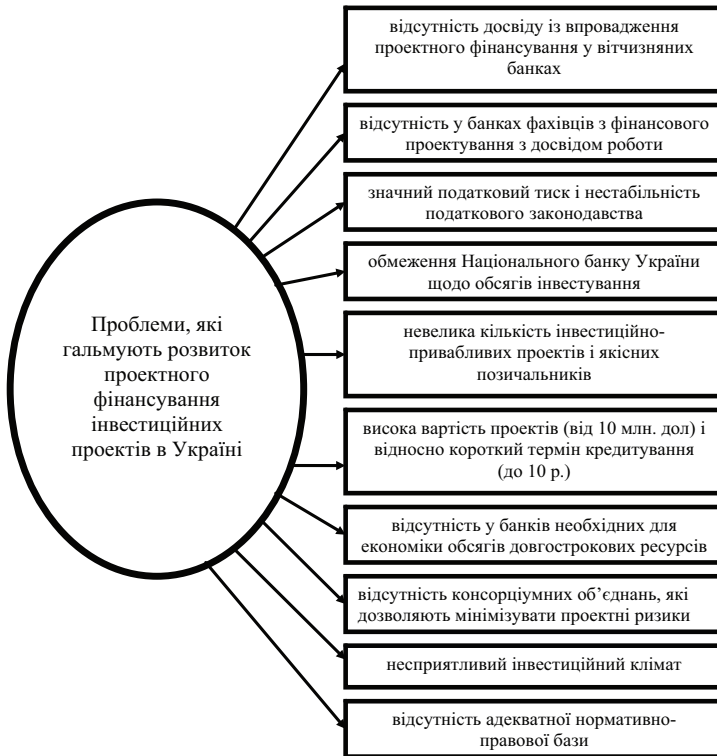 відсутність досвіду із впровадження
проектного фінансування у вітчизняних
банках
відсутність у банках фахівців з фінансового
проектування з досвідом роботи
значний податковий тиск і нестабільність
податкового законодавства
обмеження Національного банку України
щодо обсягів інвестування
Проблеми, які
гальмують розвиток
проектного
фінансування
інвестиційних
проектів в Україні
невелика кількість інвестиційно-
привабливих проектів і якісних
позичальників
висока вартість проектів (від 10 млн. дол) і
відносно короткий термін кредитування
(до 10 р.)
відсутність у банків необхідних для
економіки обсягів довгострокових ресурсів
відсутність консорціумних об’єднань, які
дозволяють мінімізувати проектні ризики
несприятливий інвестиційний клімат
відсутність адекватної нормативно-
правової бази